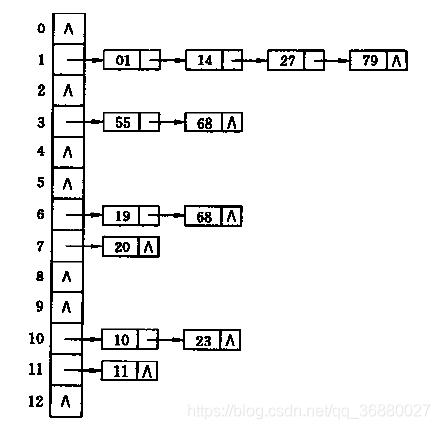 0 ∧
1 01 14 27 79 ∧
2 ∧
3 55 68 ∧
4 ∧
5 ∧
6 19 68 ∧
7 20 ∧
8 ∧
9 ∧
10 10 23 ∧
11 11 ∧
12 ∧
https://blog.csdn.net/qq_36880027